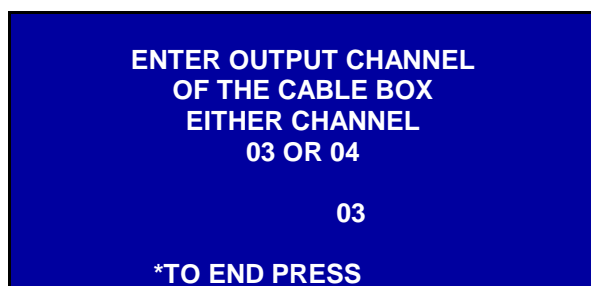 ENTER OUTPUT CHANNEL
OF THE CABLE BOX
EITHER CHANNEL
03 OR 04
03
*TO END PRESS